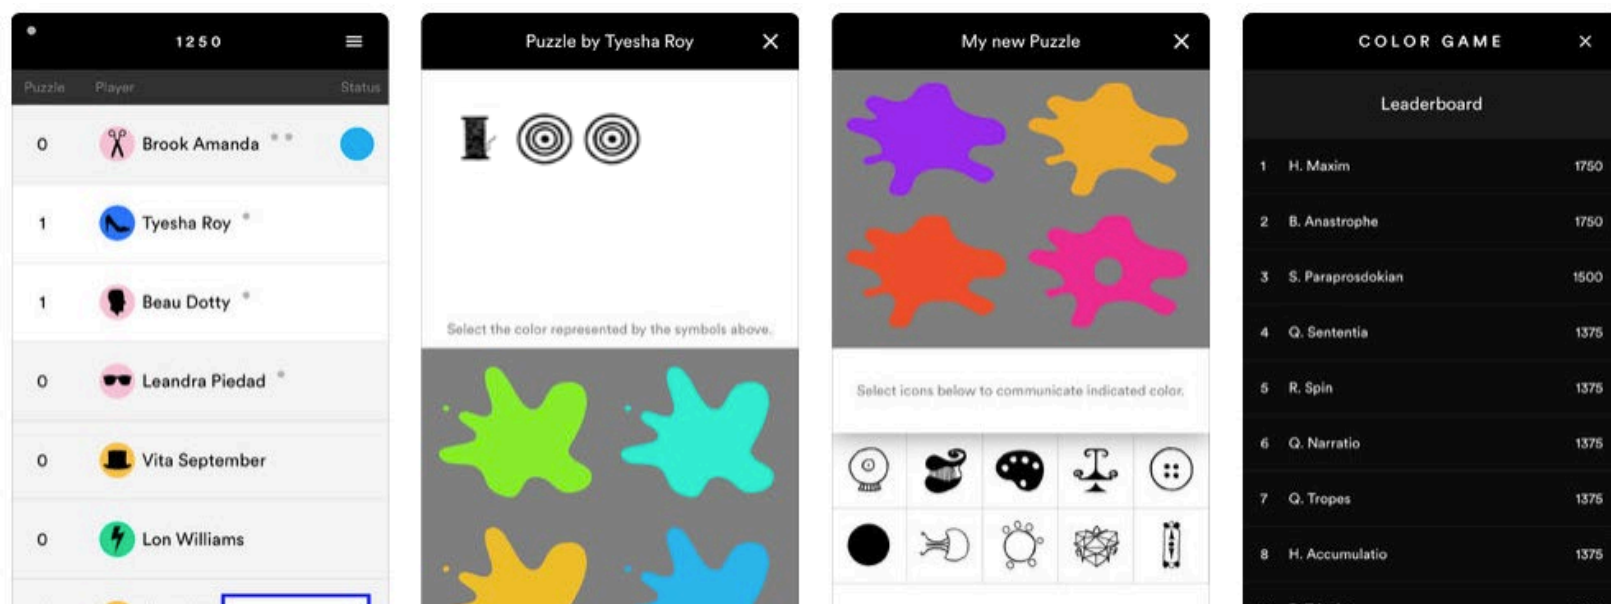 1250
Puzzle Player Status
0 Brook Amanda
1 Tyesha Roy
1 Beau Dotty
0 Leandra Piedad
0 Vita September
0 Lon Williams
Puzzle by Tyesha Roy
Select the color represented by the symbols above.
My new Puzzle
Select icons below to communicate indicated color.
COLOR GAME
Leaderboard
1 H. Maxim 1750
2 B. Anastrophe 1750
3 S. Paraprosdokian 1500
4 Q. Sententia 1375
5 R. Spin 1375
6 Q. Narratio 1375
7 Q. Tropes 1375
8 H. Accumulatio 1375